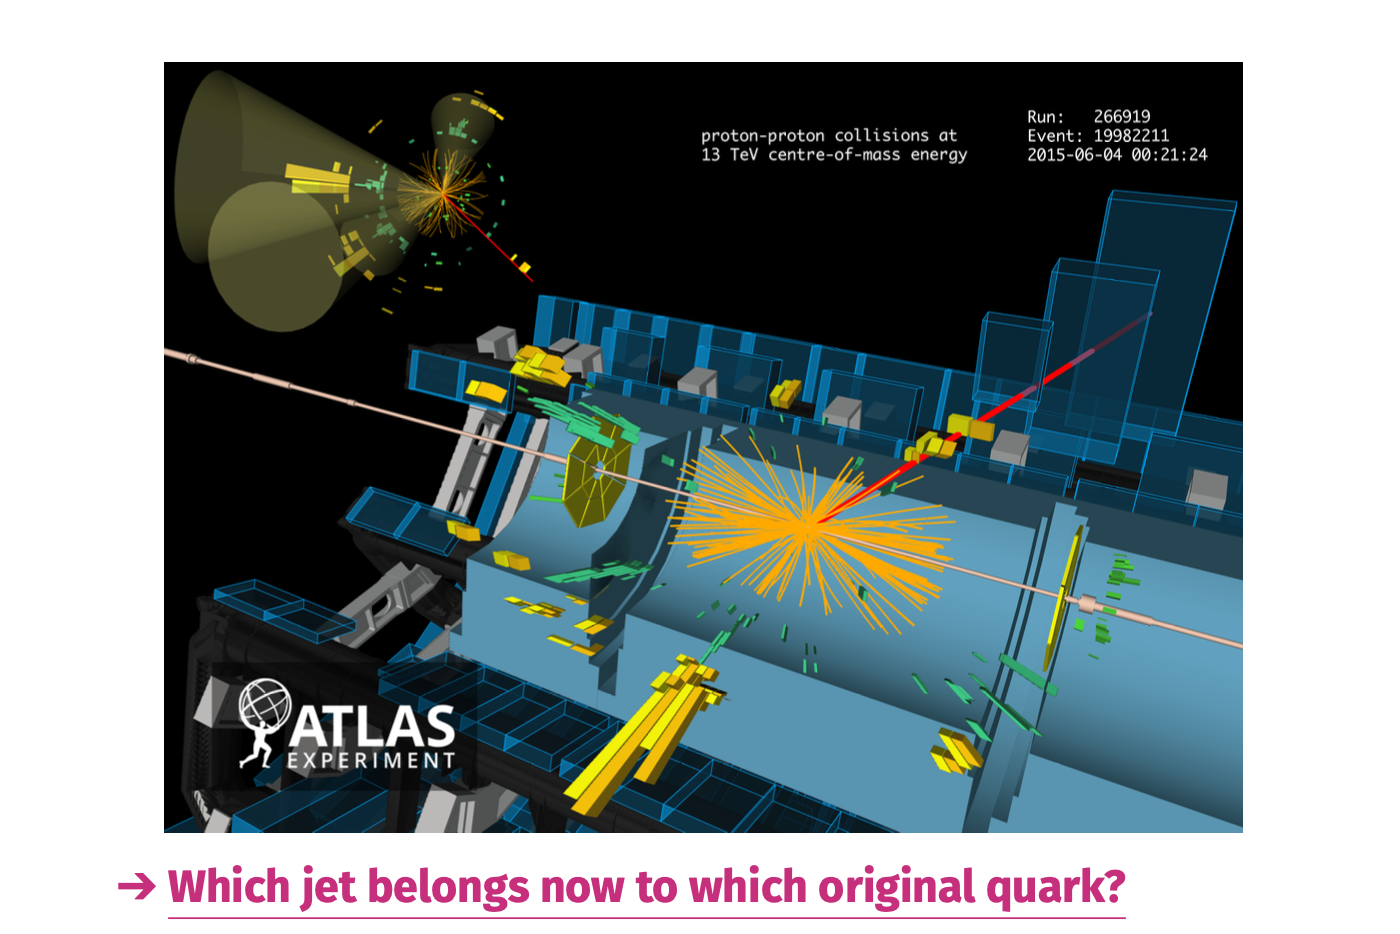 proton-proton collisions at
13 TeV centre-of-mass energy
Run: 266919
Event: 19982211
2015-06-04 00:21:24
ATLAS
EXPERIMENT
➔ Which jet belongs now to which original quark?